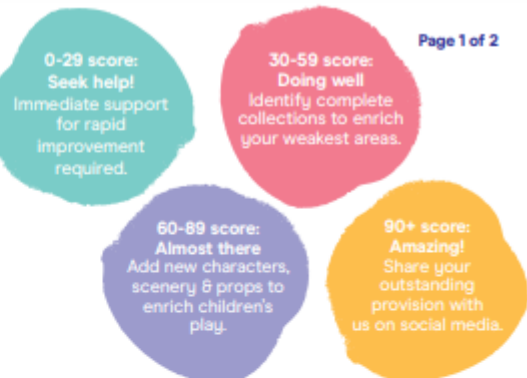 Page 1 of 2
0-29 score:
Seek help!
Immediate support
for rapid
improvement
required.
30-59 score:
Doing well
Identify complete
collections to enrich
your weakest areas.
60-89 score:
Almost there
Add new characters,
scenery & props to
enrich children's
play.
90+ score:
Amazing!
Share your
outstanding
provision with
us on social media.